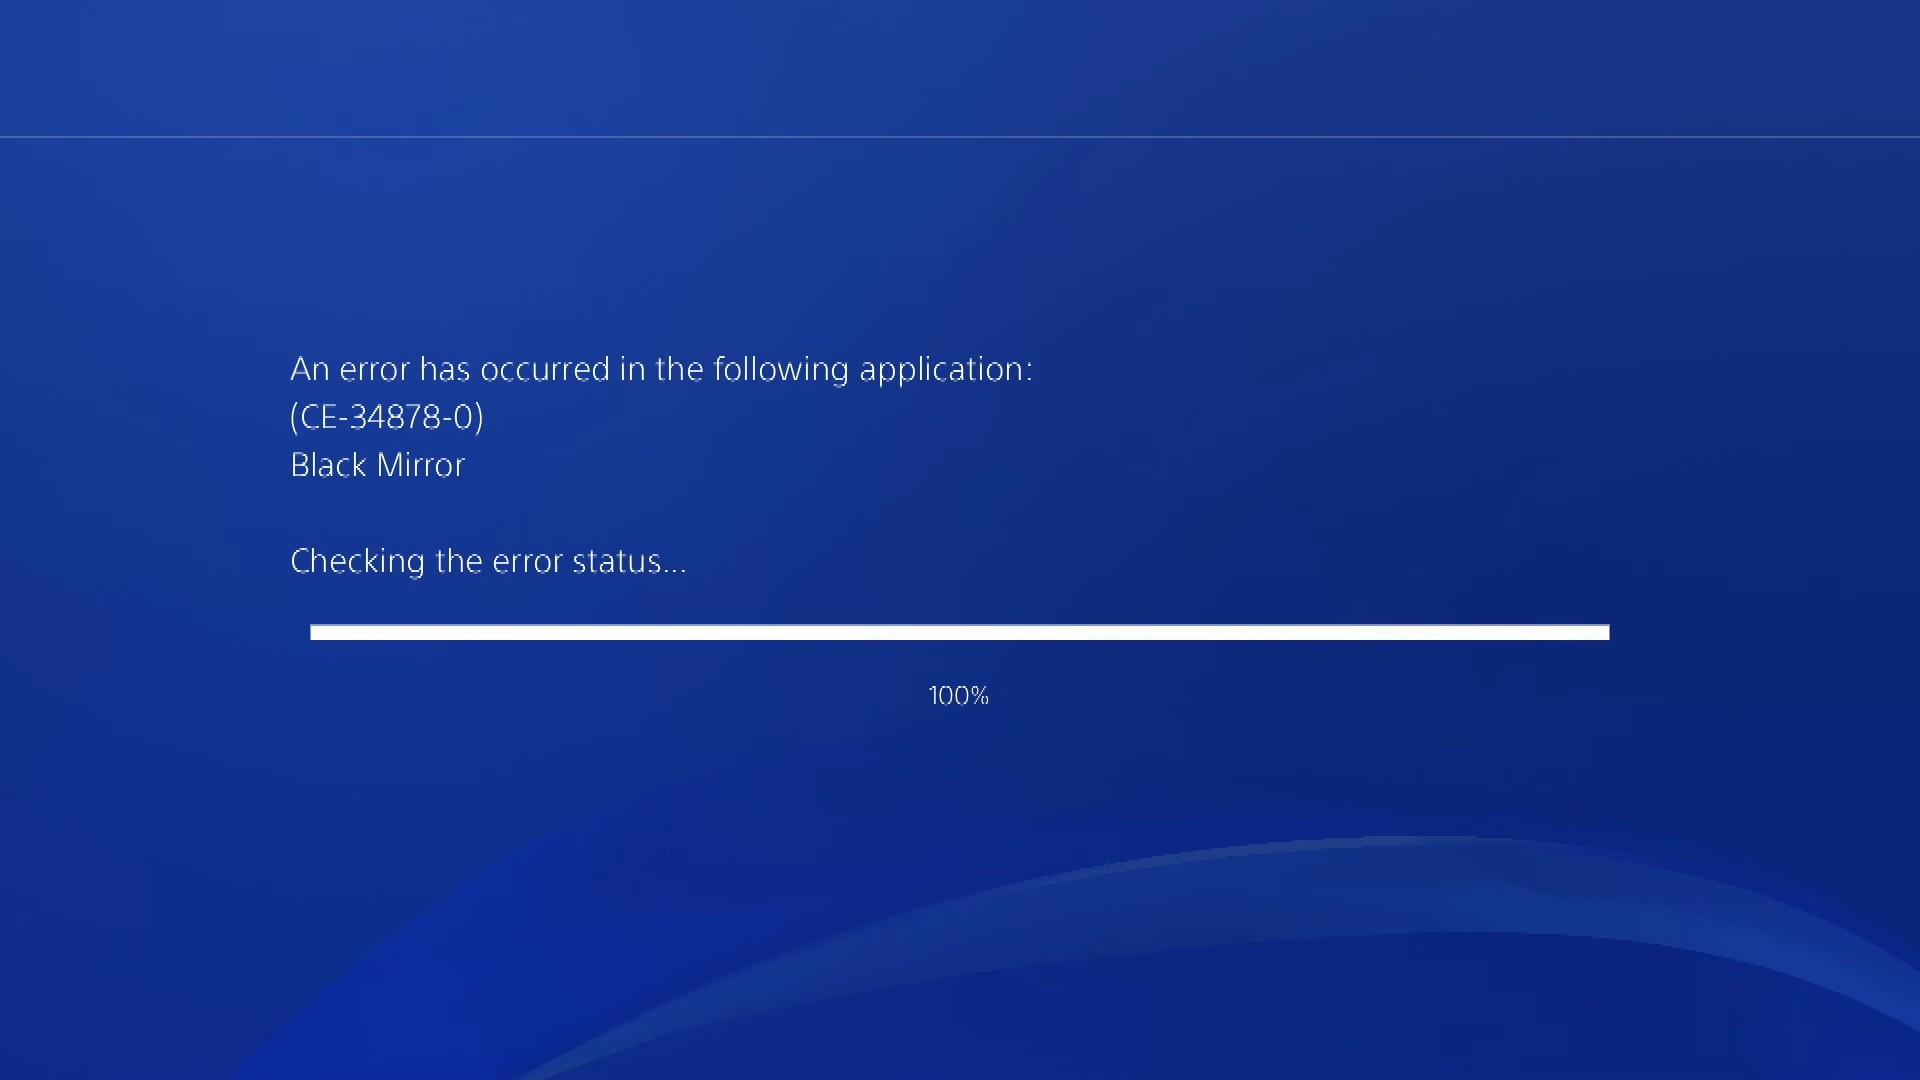 An error has occurred in the following application:
(CE-34878-0)
Black Mirror
Checking the error status...
100%